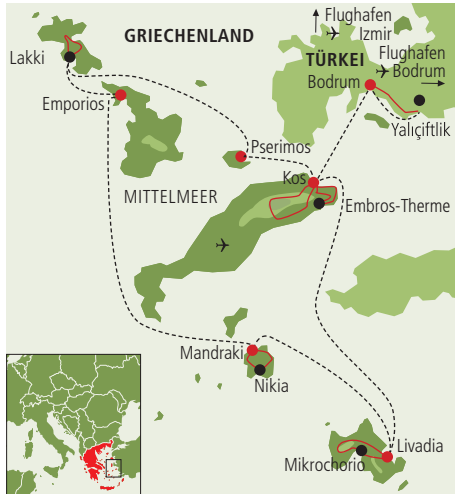 GRIECHENLAND
Flughafen
Izmir
TÜRKEI
Flughafen
Bodrum
Bodrum
Lakki
Emporios
Yalıçiftlik
Pserimos
Kos
MITTELMEER
Embros-Therme
Mandraki
Nikia
Livadia
Mikrochorio